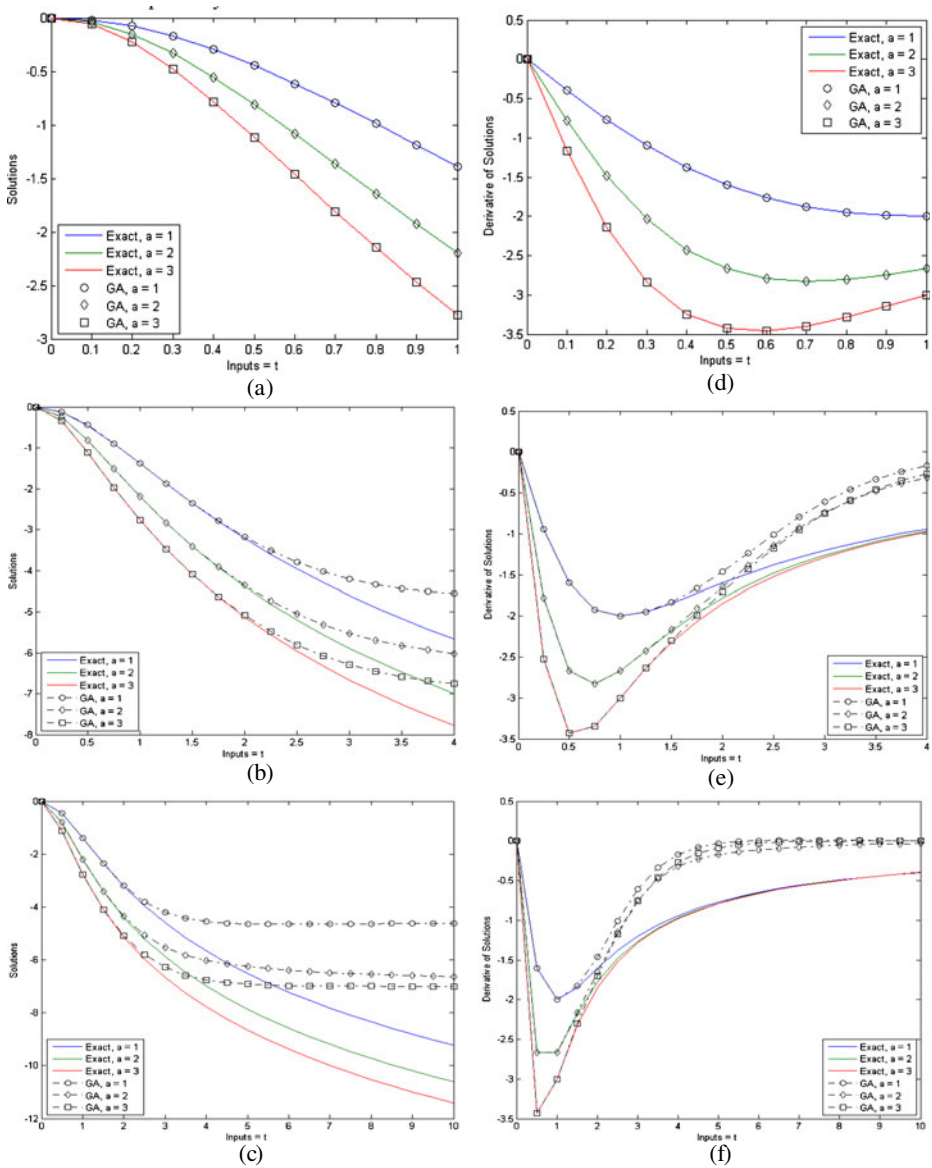 0
-0.5
-1
-1.5
-2
-2.5
-3
Solutions
Exact, a = 1
Exact, a = 2
Exact, a = 3
GA, a = 1
GA, a = 2
GA, a = 3
0 0.1 0.2 0.3 0.4 0.5 0.6 0.7 0.8 0.9 1
Inputs = t
(a)
0.5
0
-0.5
-1
-1.5
-2
-2.5
-3
-3.5
Derivative of Solutions
Exact, a = 1
Exact, a = 2
Exact, a = 3
GA, a = 1
GA, a = 2
GA, a = 3
0 0.1 0.2 0.3 0.4 0.5 0.6 0.7 0.8 0.9 1
Inputs = t
(d)
0
-1
-2
-3
-4
-5
-6
-7
-8
Solutions
Exact, a = 1
Exact, a = 2
Exact, a = 3
GA, a = 1
GA, a = 2
GA, a = 3
0 0.5 1 1.5 2 2.5 3 3.5 4
Inputs = t
(b)
0.5
0
-0.5
-1
-1.5
-2
-2.5
-3
-3.5
Derivative of Solutions
Exact, a = 1
Exact, a = 2
Exact, a = 3
GA, a = 1
GA, a = 2
GA, a = 3
0 0.5 1 1.5 2 2.5 3 3.5 4
Inputs = t
(e)
0
-2
-4
-6
-8
-10
-12
Solutions
Exact, a = 1
Exact, a = 2
Exact, a = 3
GA, a = 1
GA, a = 2
GA, a = 3
0 1 2 3 4 5 6 7 8 9 10
Inputs = t
(c)
0.5
0
-0.5
-1
-1.5
-2
-2.5
-3
-3.5
Derivative of Solutions
Exact, a = 1
Exact, a = 2
Exact, a = 3
GA, a = 1
GA, a = 2
GA, a = 3
0 1 2 3 4 5 6 7 8 9 10
Inputs = t
(f)